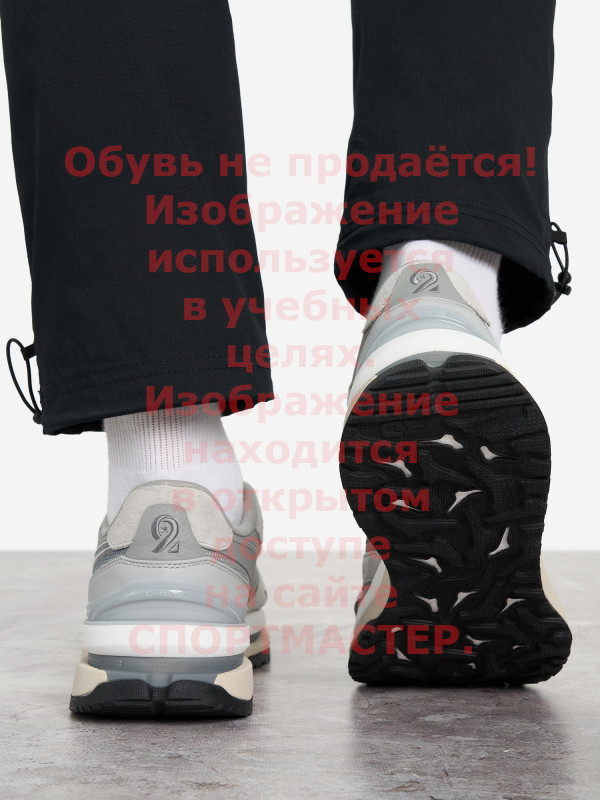 Обувь не продаётся!
Изображение
используется
в учебных
целях.
Изображение
находится
в открытом
доступе
на сайте
СПОРТМАСТЕР.